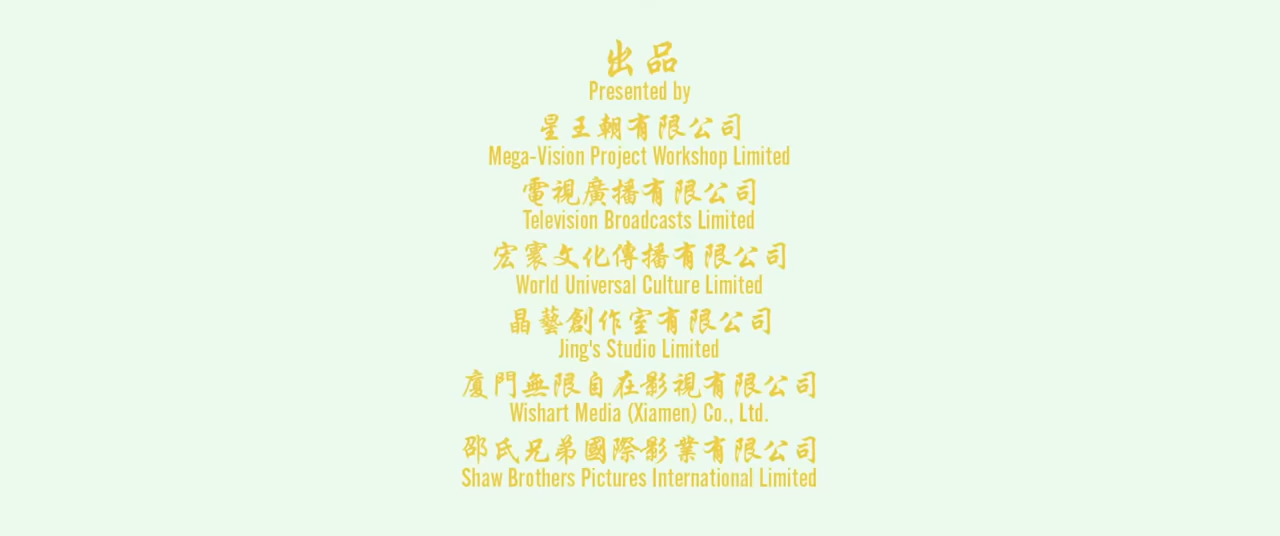 出品
Presented by
星王朝有限公司
Mega-Vision Project Workshop Limited
電視廣播有限公司
Television Broadcasts Limited
宏寰文化傳播有限公司
World Universal Culture Limited
晶藝創作室有限公司
Jing's Studio Limited
廈門無限自在影視有限公司
Wishart Media (Xiamen) Co., Ltd.
邵氏兄弟國際影業有限公司
Shaw Brothers Pictures International Limited